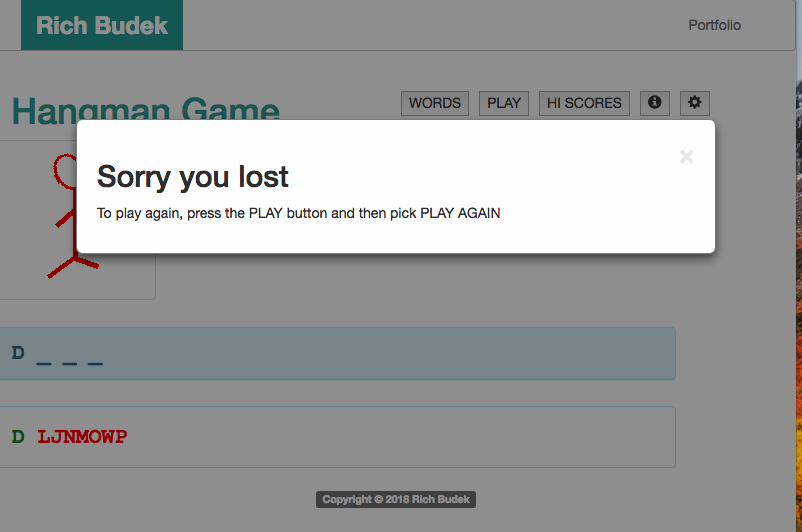 Rich Budek
Portfolio
Hangman Game
WORDS PLAY HI SCORES
×
Sorry you lost
To play again, press the PLAY button and then pick PLAY AGAIN
D _ _ _
D LJNMOWP
Copyright © 2018 Rich Budek